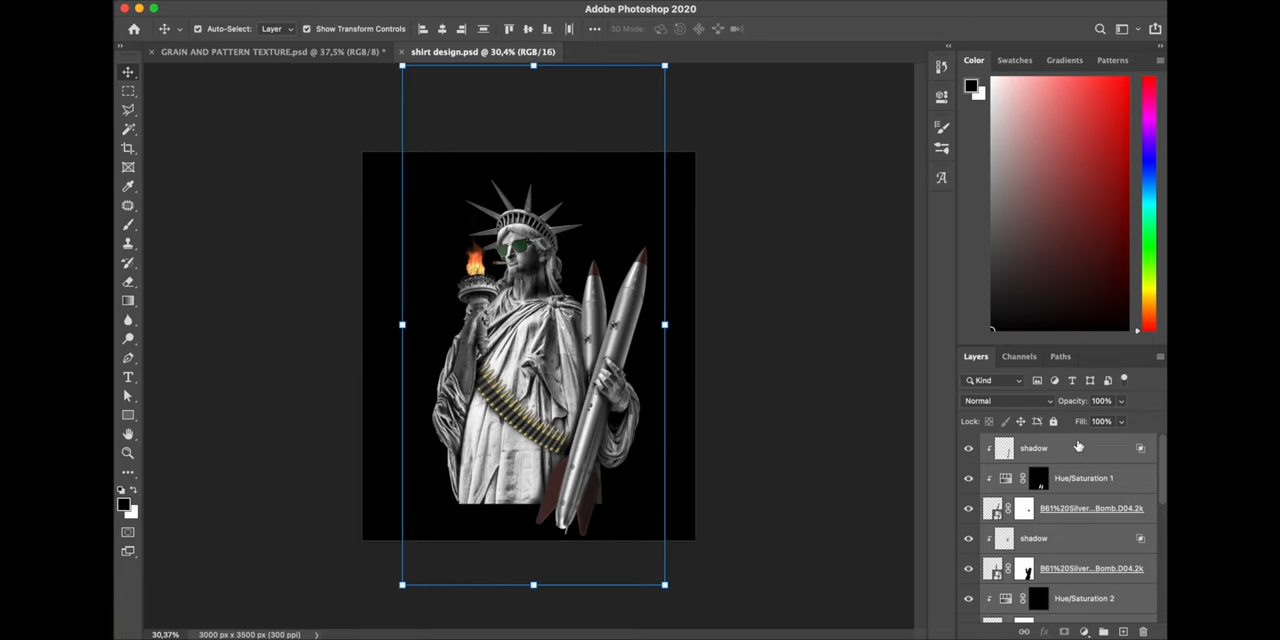 Adobe Photoshop 2020
Auto-Select: Layer Show Transform Controls 3D Mode:
GRAIN AND PATTERN TEXTURE.psd @ 37,5% (RGB/8) * shirt design.psd @ 30,4% (RGB/16)
Color Swatches Gradients Patterns
Layers Channels Paths
Kind
Normal Opacity: 100%
Lock: Fill: 100%
shadow
Hue/Saturation 1
B61%20Silver...Bomb.D04.2k
shadow
B61%20Silver...Bomb.D04.2k
Hue/Saturation 2
30,37% 3000 px x 3500 px (300 ppi)